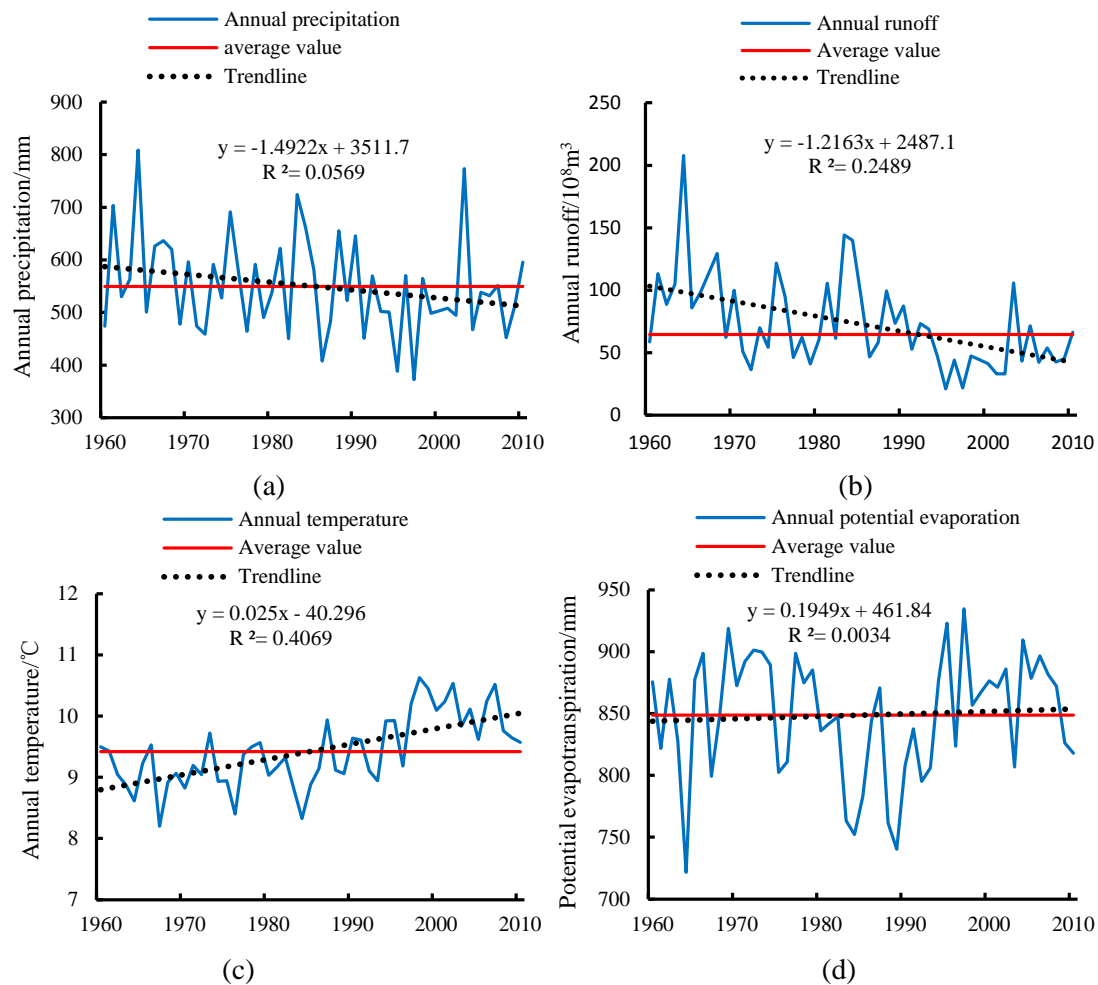 Annual precipitation
average value
Trendline
Annual precipitation/mm
900
800
700
600
500
400
300
y = -1.4922x + 3511.7
R ²= 0.0569
1960 1970 1980 1990 2000 2010
(a)
Annual runoff
Average value
Trendline
Annual runoff/10⁸m³
250
200
150
100
50
0
y = -1.2163x + 2487.1
R ²= 0.2489
1960 1970 1980 1990 2000 2010
(b)
Annual temperature
Average value
Trendline
Annual temperature/℃
12
11
10
9
8
7
y = 0.025x - 40.296
R ²= 0.4069
1960 1970 1980 1990 2000 2010
(c)
Annual potential evaporation
Average value
Trendline
Potential evapotranspiration/mm
950
900
850
800
750
700
y = 0.1949x + 461.84
R ²= 0.0034
1960 1970 1980 1990 2000 2010
(d)